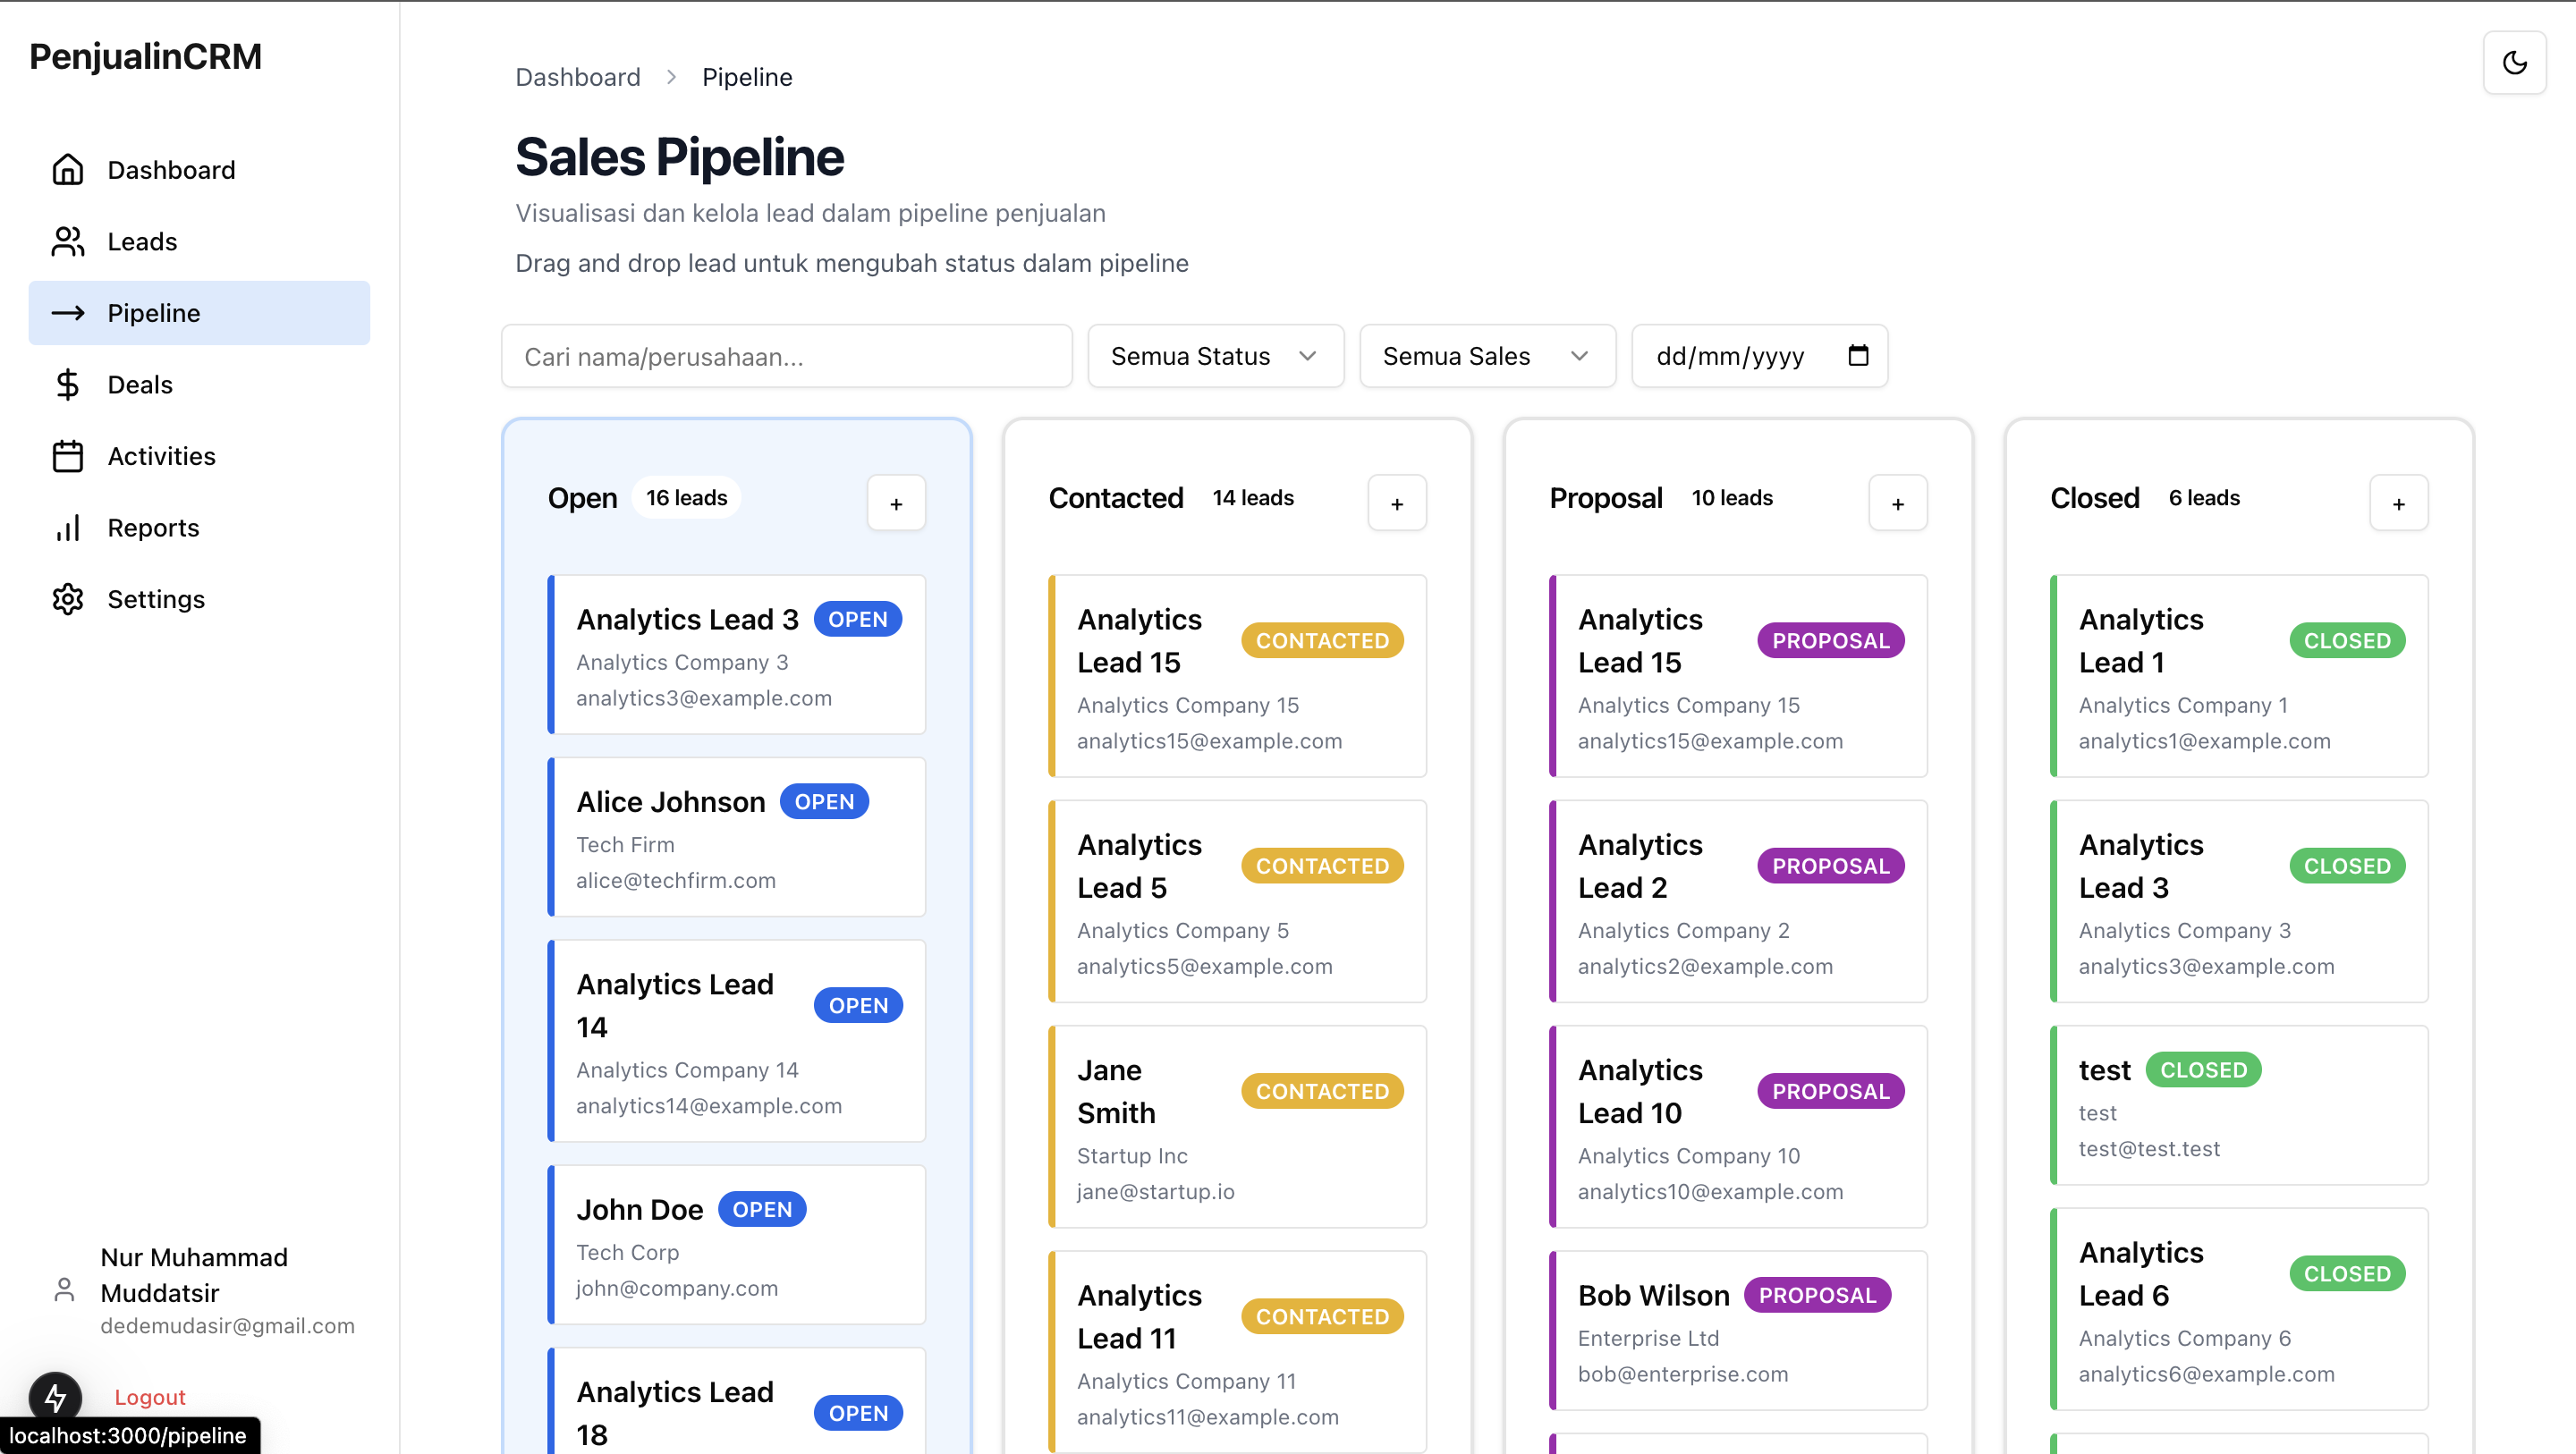 PenjualinCRM
Dashboard
Leads
Pipeline
Deals
Activities
Reports
Settings
Nur Muhammad
Muddatsir
dedemudasir@gmail.com
Logout
localhost:3000/pipeline
Dashboard > Pipeline
Sales Pipeline
Visualisasi dan kelola lead dalam pipeline penjualan
Drag and drop lead untuk mengubah status dalam pipeline
Cari nama/perusahaan...
Semua Status
Semua Sales
dd/mm/yyyy
Open 16 leads +
Analytics Lead 3 OPEN
Analytics Company 3
analytics3@example.com
Alice Johnson OPEN
Tech Firm
alice@techfirm.com
Analytics Lead
14
OPEN
Analytics Company 14
analytics14@example.com
John Doe OPEN
Tech Corp
john@company.com
Analytics Lead
18
OPEN
Contacted 14 leads +
Analytics
Lead 15
CONTACTED
Analytics Company 15
analytics15@example.com
Analytics
Lead 5
CONTACTED
Analytics Company 5
analytics5@example.com
Jane
Smith
CONTACTED
Startup Inc
jane@startup.io
Analytics
Lead 11
CONTACTED
Analytics Company 11
analytics11@example.com
Proposal 10 leads +
Analytics
Lead 15
PROPOSAL
Analytics Company 15
analytics15@example.com
Analytics
Lead 2
PROPOSAL
Analytics Company 2
analytics2@example.com
Analytics
Lead 10
PROPOSAL
Analytics Company 10
analytics10@example.com
Bob Wilson PROPOSAL
Enterprise Ltd
bob@enterprise.com
Closed 6 leads +
Analytics
Lead 1
CLOSED
Analytics Company 1
analytics1@example.com
Analytics
Lead 3
CLOSED
Analytics Company 3
analytics3@example.com
test CLOSED
test
test@test.test
Analytics
Lead 6
CLOSED
Analytics Company 6
analytics6@example.com